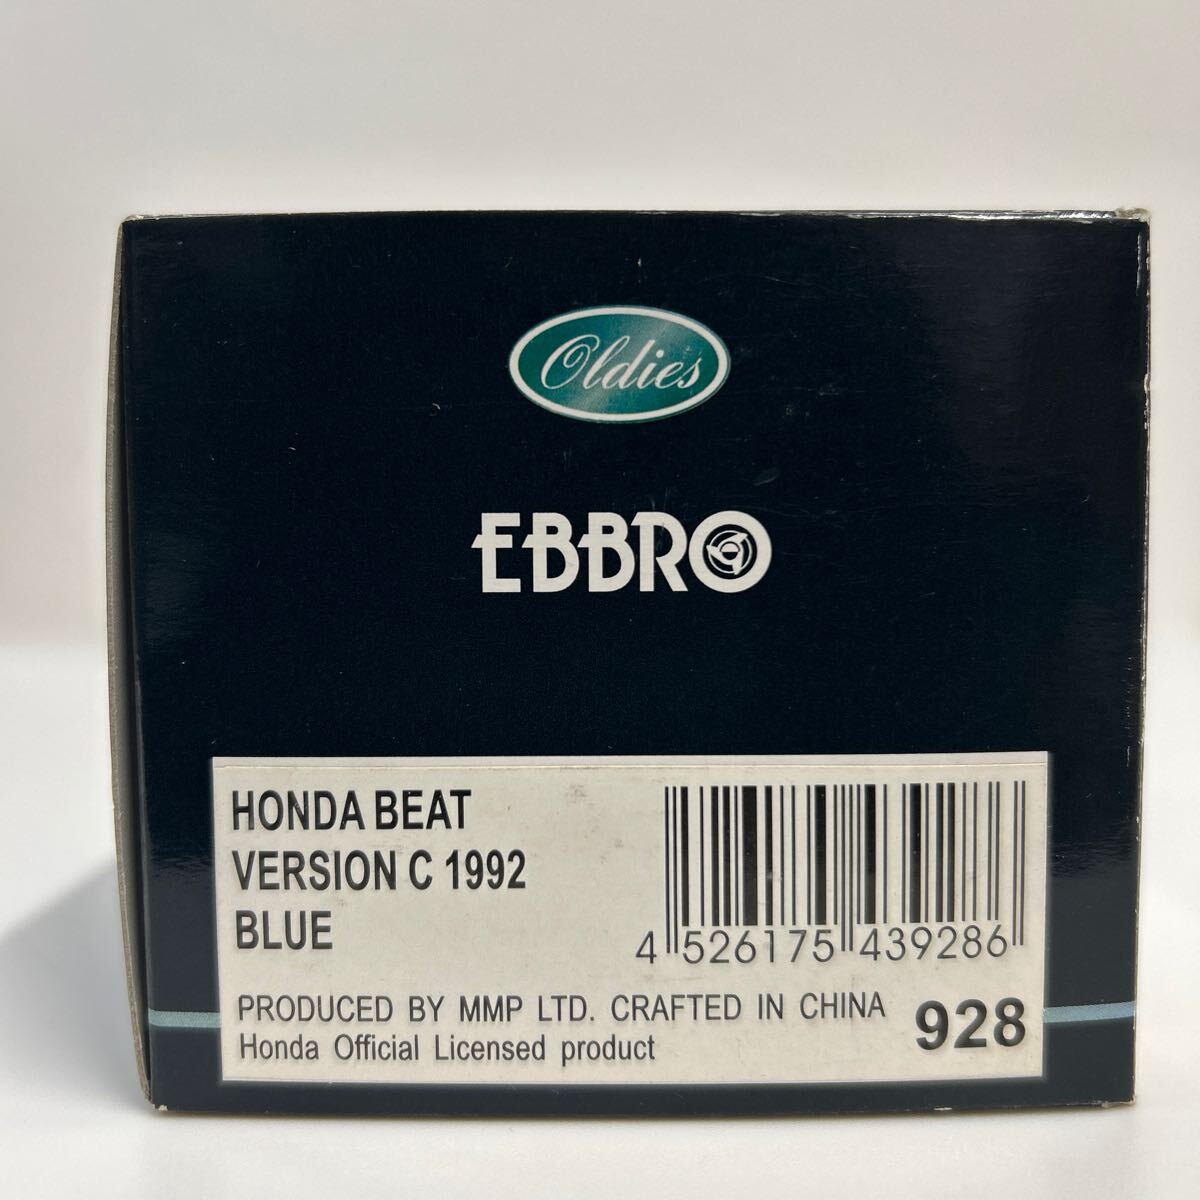 Oldies
EBBRO
HONDA BEAT
VERSION C 1992
BLUE
4 526175 439286
PRODUCED BY MMP LTD. CRAFTED IN CHINA
Honda Official Licensed product
928